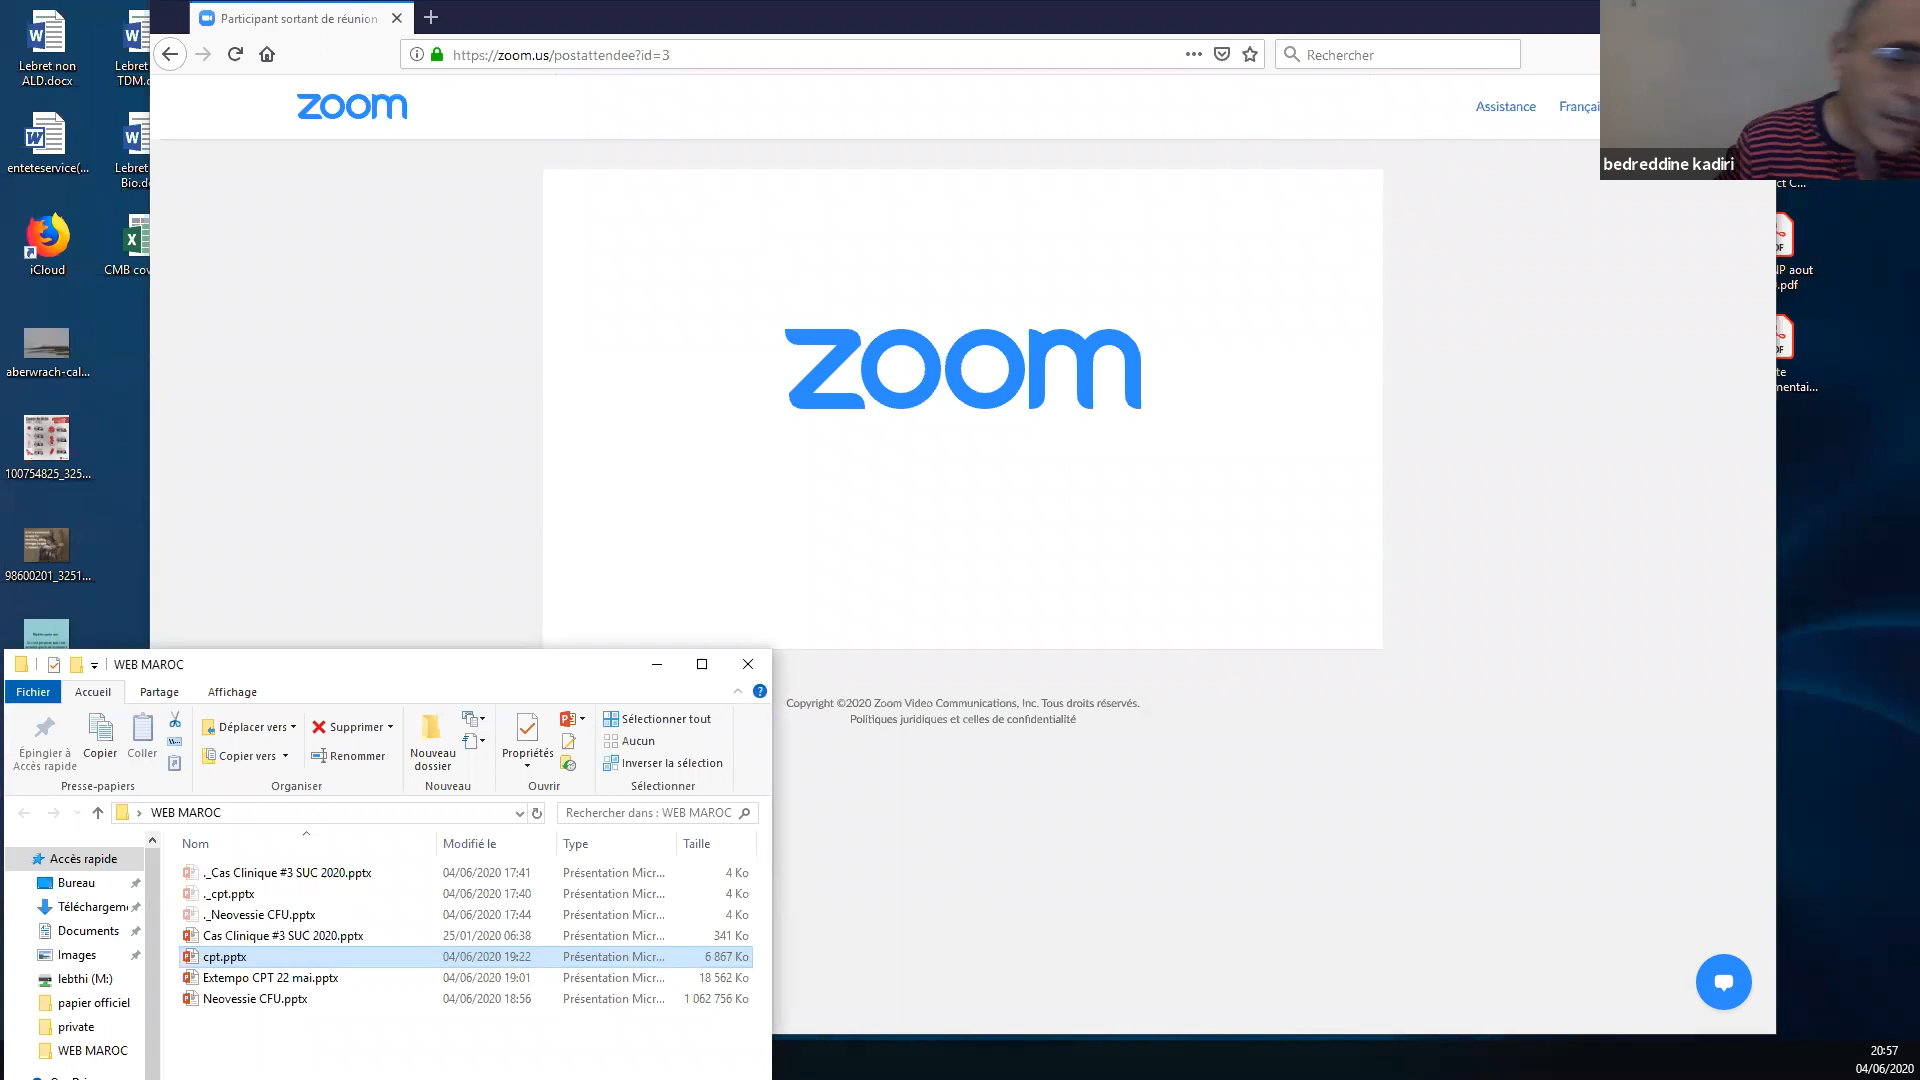 Lebret non
ALD.docx
Lebret
TDM.c
enteteservice(...
Lebret
Bio.do
iCloud
CMB cov
aberwrach-cal...
100754825_325...
98600201_3251...
Participant sortant de réunion
https://zoom.us/postattendee?id=3
Rechercher
zoom
Assistance
Françai
bedreddine kadiri
ct C...
IP aout
).pdf
te
nentai...
zoom
Copyright ©2020 Zoom Video Communications, Inc. Tous droits réservés.
Politiques juridiques et celles de confidentialité
WEB MAROC
Fichier
Accueil
Partage
Affichage
Épingler à
Accès rapide
Copier
Coller
Déplacer vers
Copier vers
Supprimer
Renommer
Nouveau
dossier
Propriétés
Sélectionner tout
Aucun
Inverser la sélection
Presse-papiers
Organiser
Nouveau
Ouvrir
Sélectionner
WEB MAROC
Rechercher dans : WEB MAROC
Nom Modifié le Type Taille
._Cas Clinique #3 SUC 2020.pptx 04/06/2020 17:41 Présentation Micr... 4 Ko
._cpt.pptx 04/06/2020 17:40 Présentation Micr... 4 Ko
._Neovessie CFU.pptx 04/06/2020 17:44 Présentation Micr... 4 Ko
Cas Clinique #3 SUC 2020.pptx 25/01/2020 06:38 Présentation Micr... 341 Ko
cpt.pptx 04/06/2020 19:22 Présentation Micr... 6 867 Ko
Extempo CPT 22 mai.pptx 04/06/2020 19:01 Présentation Micr... 18 562 Ko
Neovessie CFU.pptx 04/06/2020 18:56 Présentation Micr... 1 062 756 Ko
Accès rapide
Bureau
Téléchargem
Documents
Images
lebthi (M:)
papier officiel
private
WEB MAROC
20:57
04/06/2020